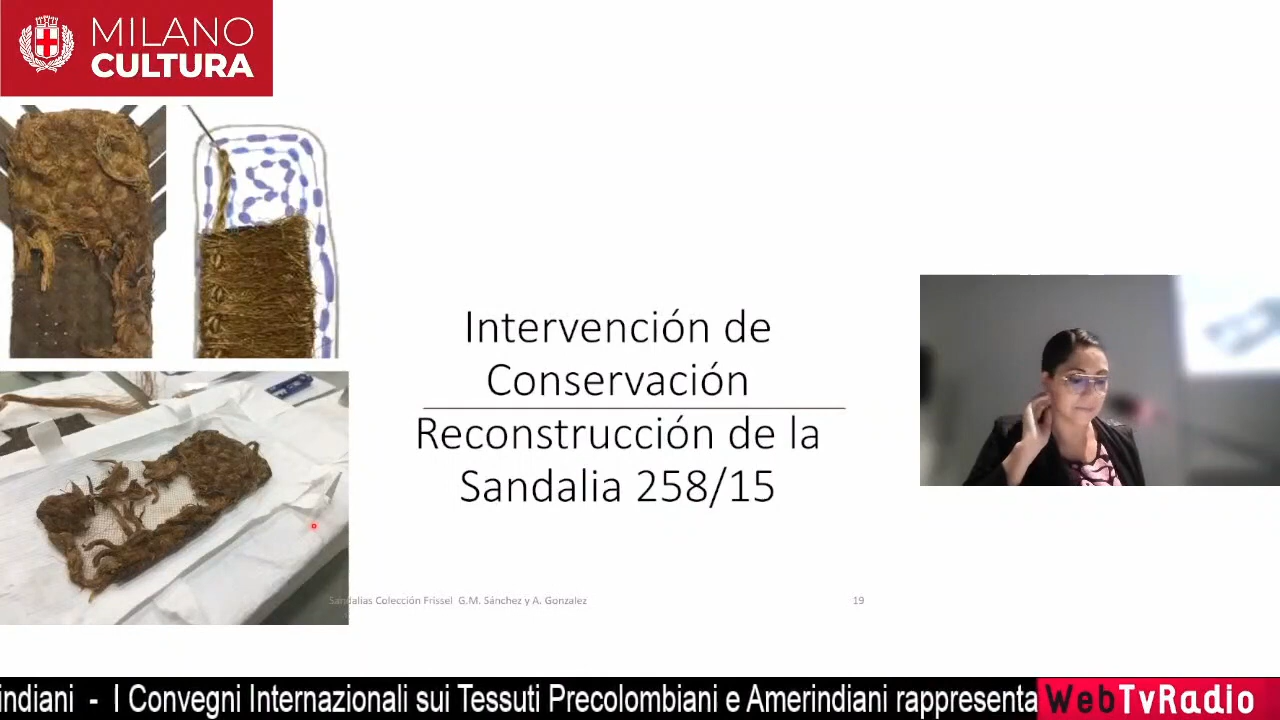 MILANO
CULTURA
Intervención de
Conservación
Reconstrucción de la
Sandalia 258/15
Sandalias Colección Frissel G.M. Sánchez y A. Gonzalez
19
indiani - I Convegni Internazionali sui Tessuti Precolombiani e Amerindiani rappresenta
WebTvRadio